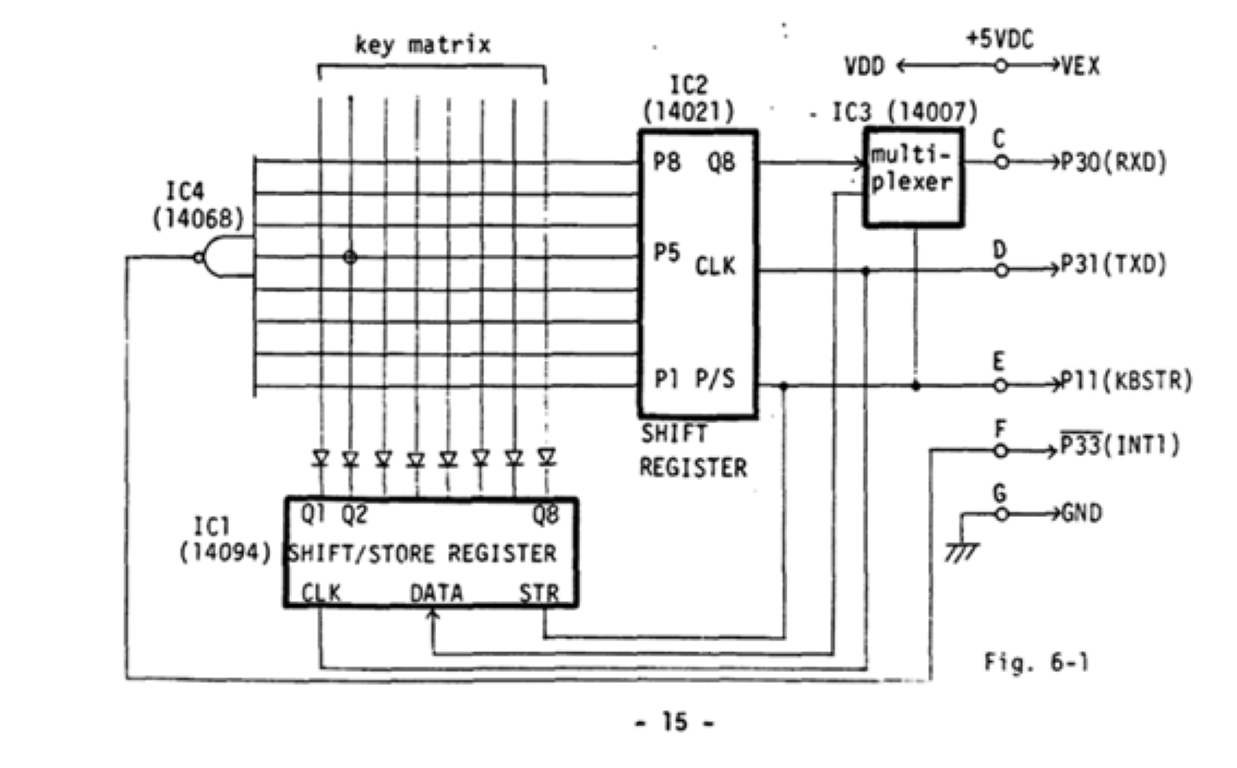 key matrix
+5VDC
VDD
VEX
IC2
(14021)
IC3 (14007)
C
P8 Q8
multi-
plexer
P30(RXD)
IC4
(14068)
D
P5
CLK
P31(TXD)
E
P1 P/S
P11(KBSTR)
F
SHIFT
REGISTER
P33(INT1)
G
GND
Q1 Q2 Q8
IC1
(14094)
SHIFT/STORE REGISTER
CLK DATA STR
Fig. 6-1
- 15 -